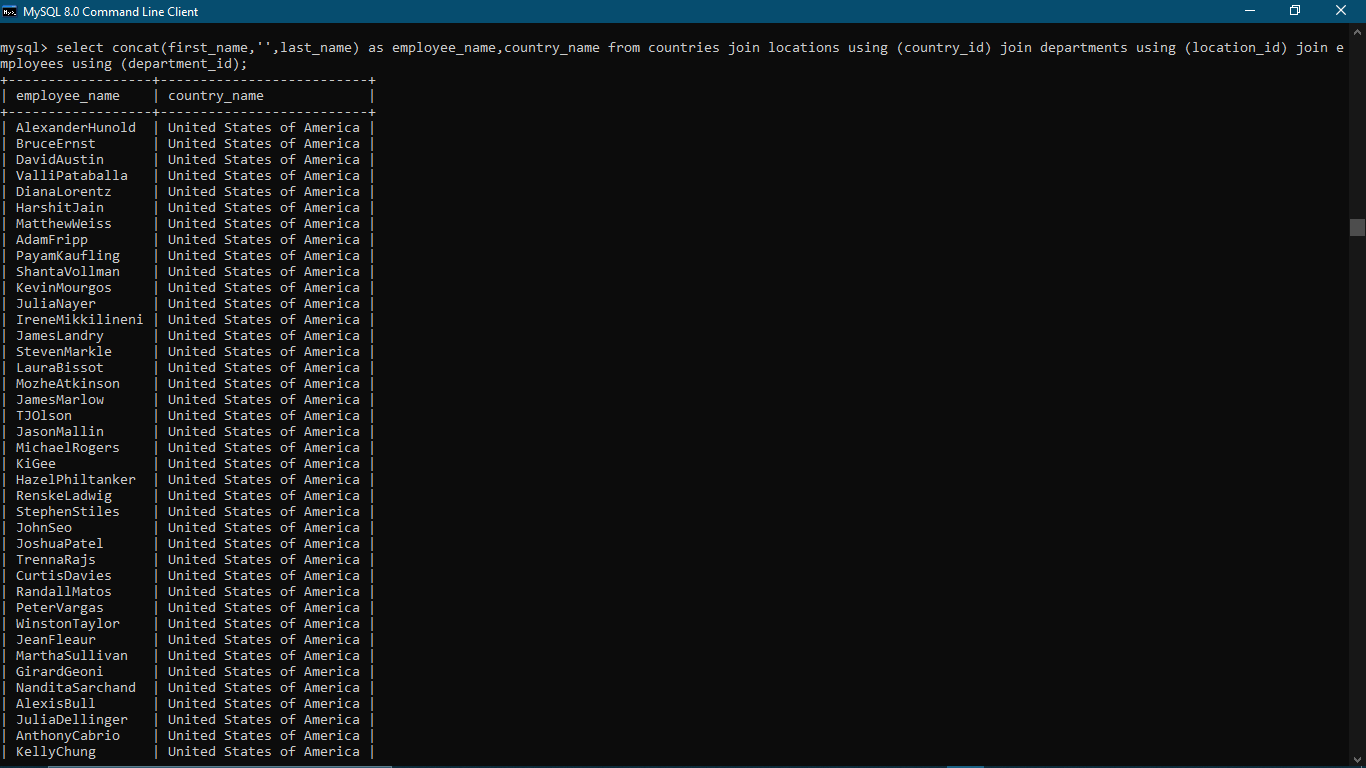 MySQL 8.0 Command Line Client
mysql> select concat(first_name,'',last_name) as employee_name,country_name from countries join locations using (country_id) join departments using (location_id) join e
mployees using (department_id);
+------------------+--------------------------+
| employee_name    | country_name             |
+------------------+--------------------------+
| AlexanderHunold  | United States of America |
| BruceErnst       | United States of America |
| DavidAustin      | United States of America |
| ValliPataballa   | United States of America |
| DianaLorentz     | United States of America |
| HarshitJain      | United States of America |
| MatthewWeiss     | United States of America |
| AdamFripp        | United States of America |
| PayamKaufling    | United States of America |
| ShantaVollman    | United States of America |
| KevinMourgos     | United States of America |
| JuliaNayer       | United States of America |
| IreneMikkilineni | United States of America |
| JamesLandry      | United States of America |
| StevenMarkle     | United States of America |
| LauraBissot      | United States of America |
| MozheAtkinson    | United States of America |
| JamesMarlow      | United States of America |
| TJOlson          | United States of America |
| JasonMallin      | United States of America |
| MichaelRogers    | United States of America |
| KiGee            | United States of America |
| HazelPhiltanker  | United States of America |
| RenskeLadwig     | United States of America |
| StephenStiles    | United States of America |
| JohnSeo          | United States of America |
| JoshuaPatel      | United States of America |
| TrennaRajs       | United States of America |
| CurtisDavies     | United States of America |
| RandallMatos     | United States of America |
| PeterVargas      | United States of America |
| WinstonTaylor    | United States of America |
| JeanFleaur       | United States of America |
| MarthaSullivan   | United States of America |
| GirardGeoni      | United States of America |
| NanditaSarchand  | United States of America |
| AlexisBull       | United States of America |
| JuliaDellinger   | United States of America |
| AnthonyCabrio    | United States of America |
| KellyChung       | United States of America |